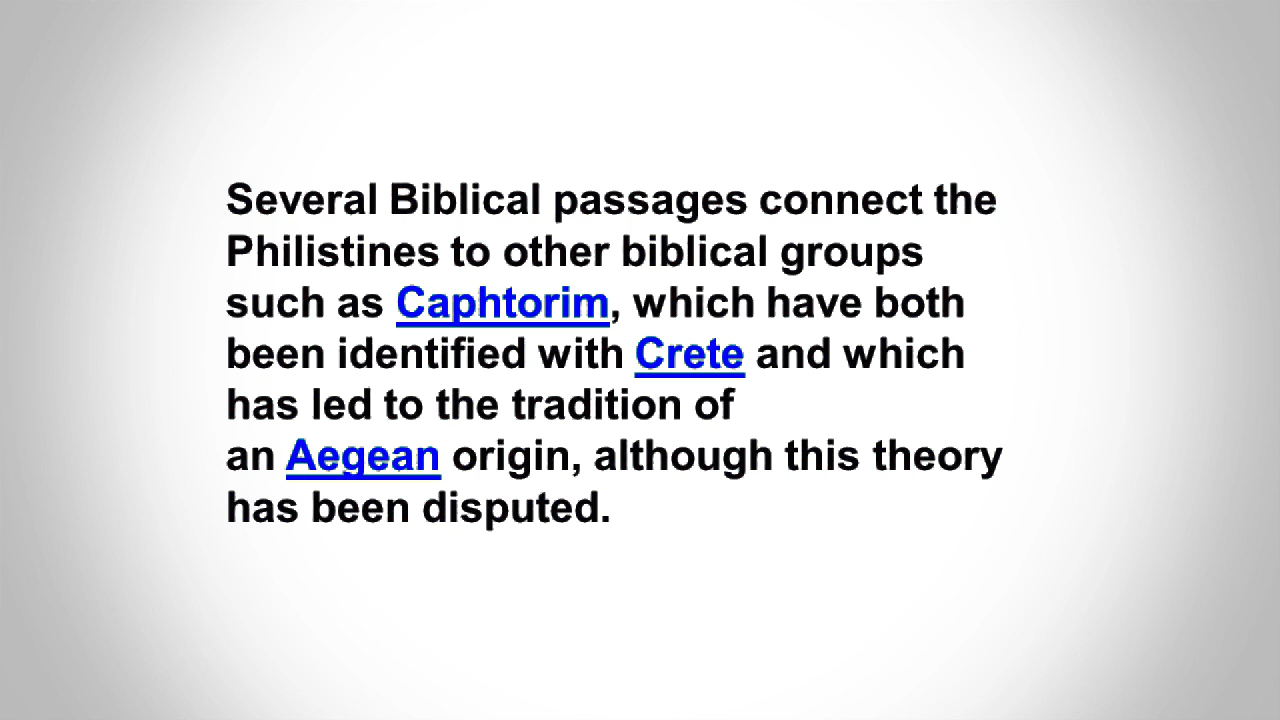 Several Biblical passages connect the
Philistines to other biblical groups
such as Caphtorim, which have both
been identified with Crete and which
has led to the tradition of
an Aegean origin, although this theory
has been disputed.